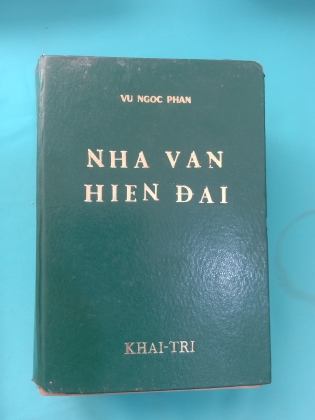 VU NGOC PHAN
NHA VAN
HIEN ĐAI
KHAI-TRI